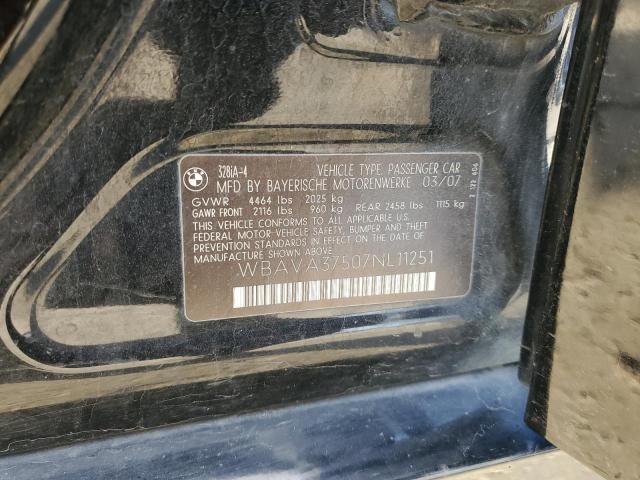 328iA-4 VEHICLE TYPE PASSENGER CAR
MFD BY BAYERISCHE MOTORENWERKE 03/07
GVWR 4464 lbs 2025 kg
GAWR FRONT 2116 lbs 960 kg REAR 2458 lbs 1115 kg
THIS VEHICLE CONFORMS TO ALL APPLICABLE
FEDERAL MOTOR VEHICLE SAFETY, BUMPER AND THEFT
PREVENTION STANDARDS IN EFFECT ON THE DATE OF
MANUFACTURE SHOWN ABOVE.
WBAVA37507NL11251